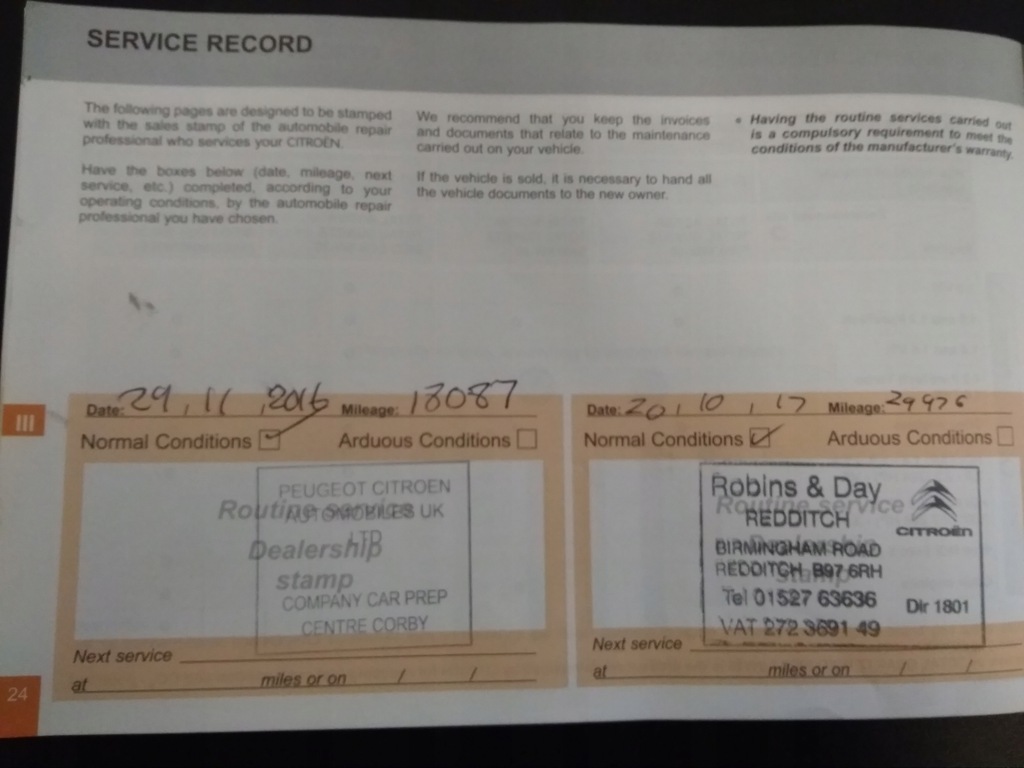 SERVICE RECORD
The following pages are designed to be stamped
with the sales stamp of the automobile repair
professional who services your CITROËN.
Have the boxes below (date, mileage, next
service, etc.) completed, according to your
operating conditions, by the automobile repair
professional you have chosen.
We recommend that you keep the invoices
and documents that relate to the maintenance
carried out on your vehicle.
If the vehicle is sold, it is necessary to hand all
the vehicle documents to the new owner.
• Having the routine services carried out
is a compulsory requirement to meet the
conditions of the manufacturer's warranty.
III
Date: 29, 11, 2016 Mileage: 18087
Normal Conditions Arduous Conditions
Routine service
Dealership
stamp
PEUGEOT CITROEN
AUTOMOBILES UK
LTD
COMPANY CAR PREP
CENTRE CORBY
Next service
at miles or on / /
Date: 20, 10, 17 Mileage: 29976
Normal Conditions Arduous Conditions
Routine service
Dealership
stamp
Robins & Day
REDDITCH
CITROËN
BIRMINGHAM ROAD
REDDITCH B97 6RH
Tel 01527 63636
Dlr 1801
VAT 272 3691 49
Next service
at miles or on / /
24